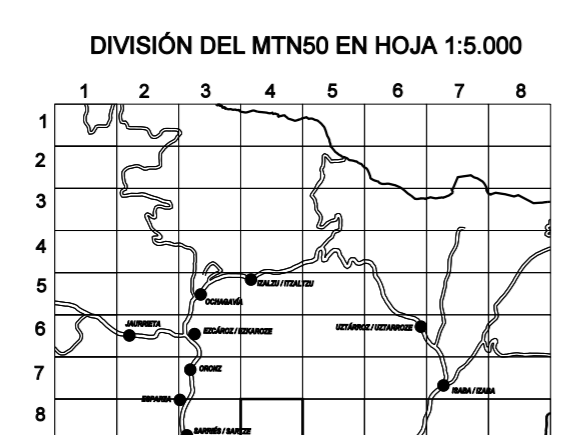 DIVISIÓN DEL MTN50 EN HOJA 1:5.000
1 2 3 4 5 6 7 8
1
2
3
4
5
IZALZU / ITZALTZU
OCHAGAVÍA
6
JAURRIETA
EZCÁROZ / EZKAROZE
UZTÁRROZ / UZTARROZE
7
ORONZ
ISABA / IZABA
8
ESPARZA
SARRIÉS / SARTZE